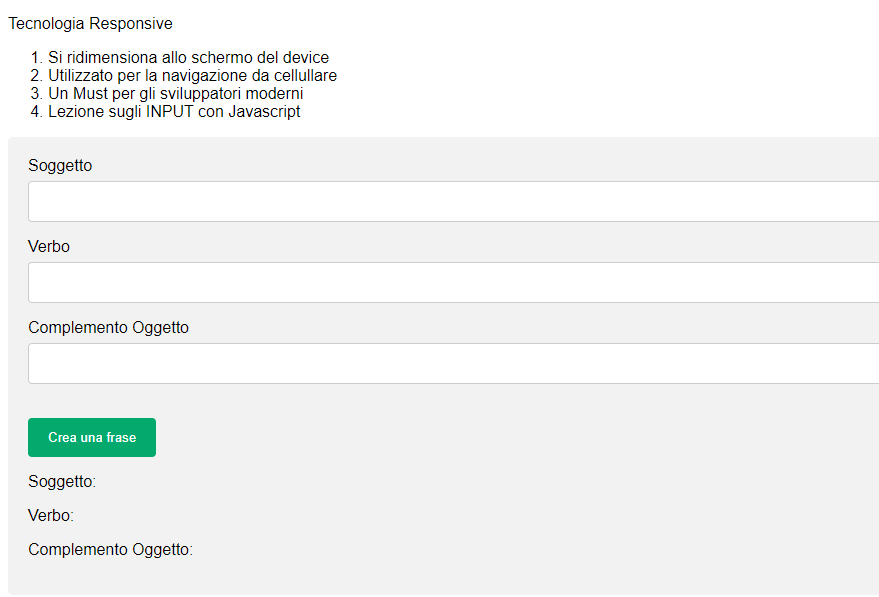 Tecnologia Responsive
1. Si ridimensiona allo schermo del device
2. Utilizzato per la navigazione da cellullare
3. Un Must per gli sviluppatori moderni
4. Lezione sugli INPUT con Javascript
Soggetto
Verbo
Complemento Oggetto
Crea una frase
Soggetto:
Verbo:
Complemento Oggetto: